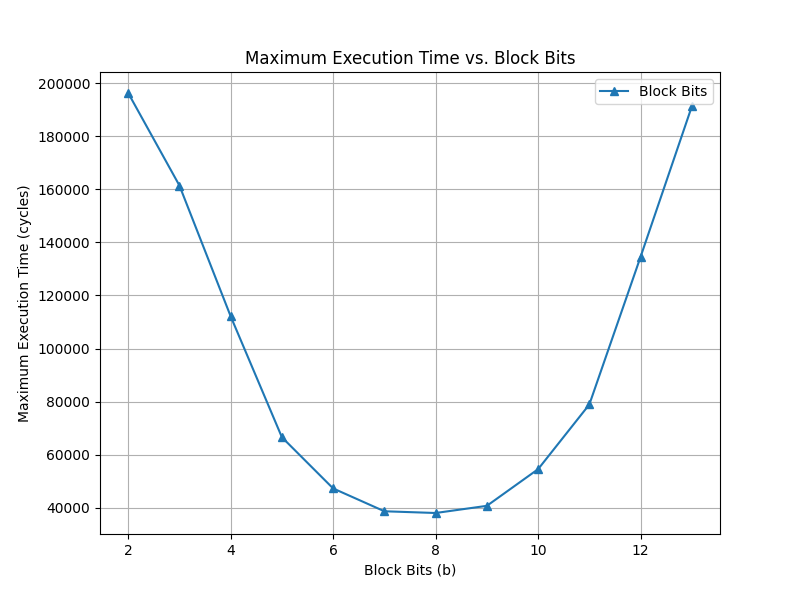 Maximum Execution Time vs. Block Bits
Block Bits
200000
180000
160000
140000
120000
100000
80000
60000
40000
Maximum Execution Time (cycles)
2 4 6 8 10 12
Block Bits (b)